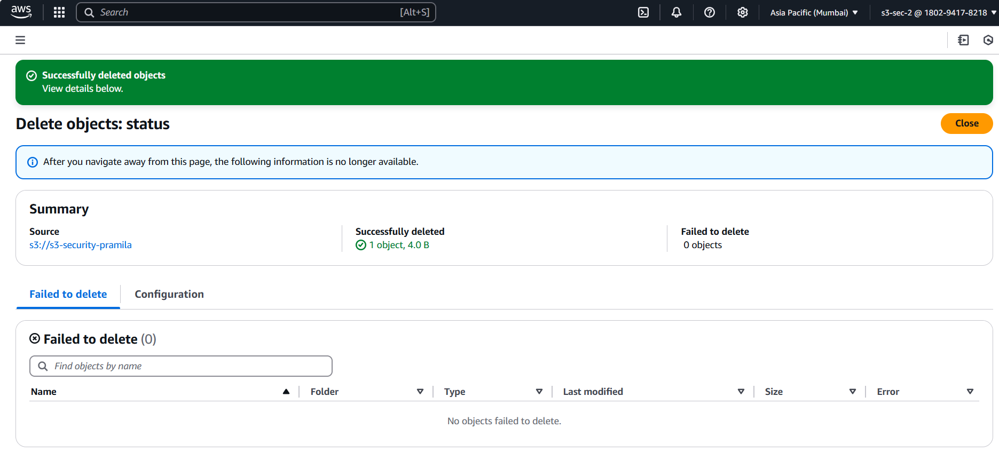 aws
Search [Alt+S]
Asia Pacific (Mumbai)
s3-sec-2 @ 1802-9417-8218
Successfully deleted objects
View details below.
Delete objects: status
Close
After you navigate away from this page, the following information is no longer available.
Summary
Source
s3://s3-security-pramila
Successfully deleted
1 object, 4.0 B
Failed to delete
0 objects
Failed to delete
Configuration
Failed to delete (0)
Find objects by name
Name Folder Type Last modified Size Error
No objects failed to delete.